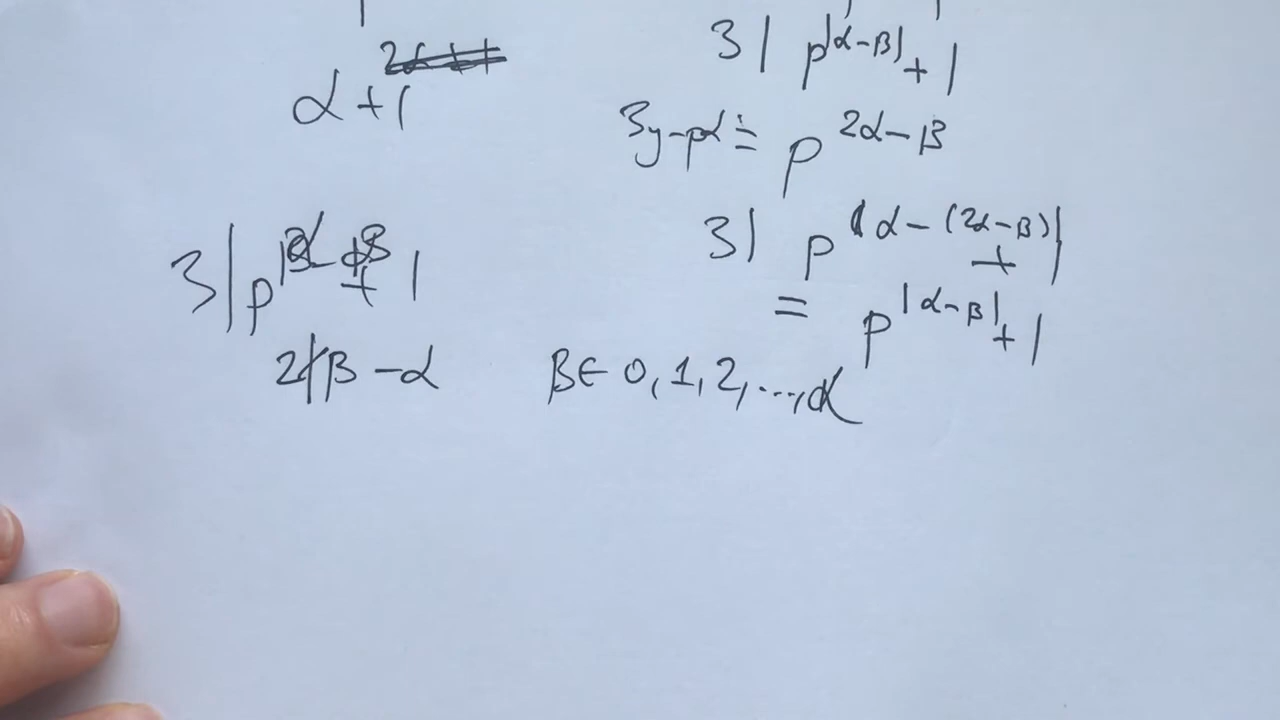 3 | p^{|α-β|} + 1
α + 1
3y-p^α = p^{2α-β}
3 | p^{|α-(2α-β)|} + 1
= p^{|α-β|} + 1
3 | p
+ 1
2 ∤ β - α
β ∈ 0, 1, 2, ..., α